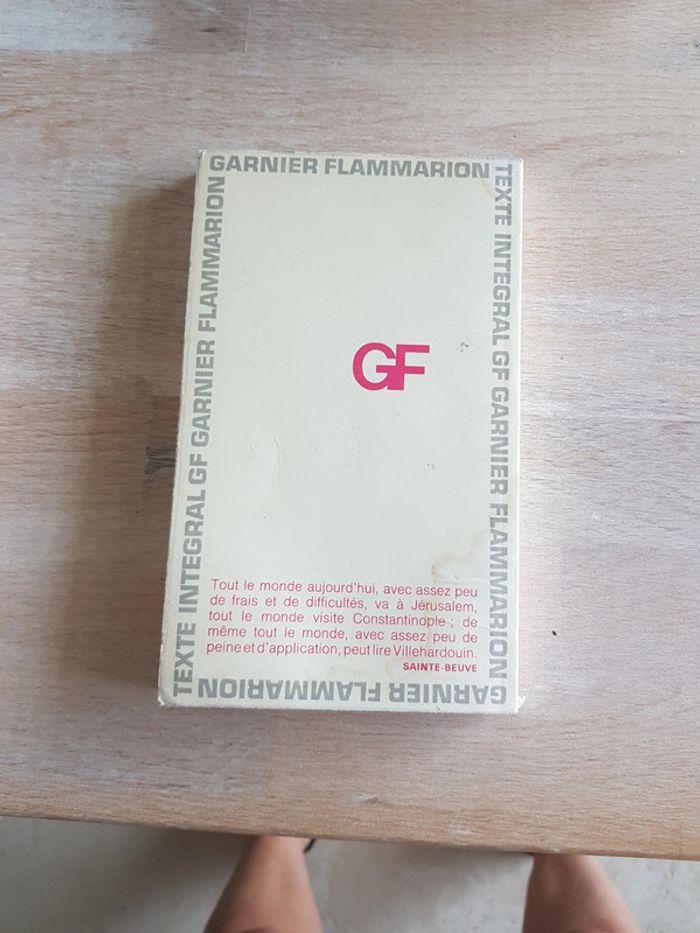 GARNIER FLAMMARION
TEXTE INTEGRAL GF GARNIER FLAMMARION
GARNIER FLAMMARION
TEXTE INTEGRAL GF GARNIER FLAMMARION
GF
Tout le monde aujourd'hui, avec assez peu
de frais et de difficultés, va à Jérusalem,
tout le monde visite Constantinople ; de
même tout le monde, avec assez peu de
peine et d'application, peut lire Villehardouin.
SAINTE-BEUVE